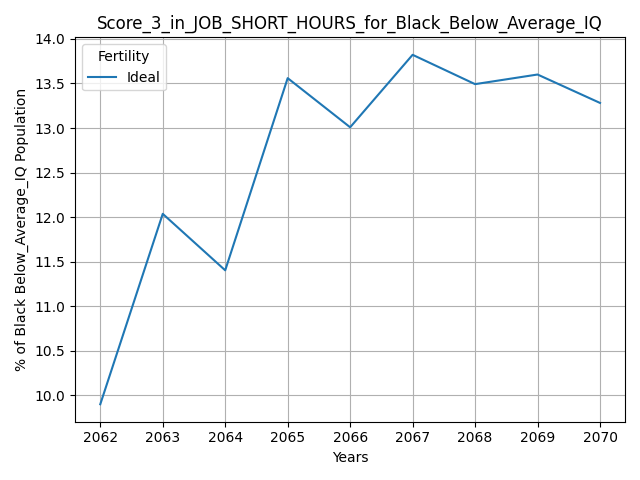 Score_3_in_JOB_SHORT_HOURS_for_Black_Below_Average_IQ
Fertility
Ideal
% of Black Below_Average_IQ Population
14.0
13.5
13.0
12.5
12.0
11.5
11.0
10.5
10.0
2062 2063 2064 2065 2066 2067 2068 2069 2070
Years